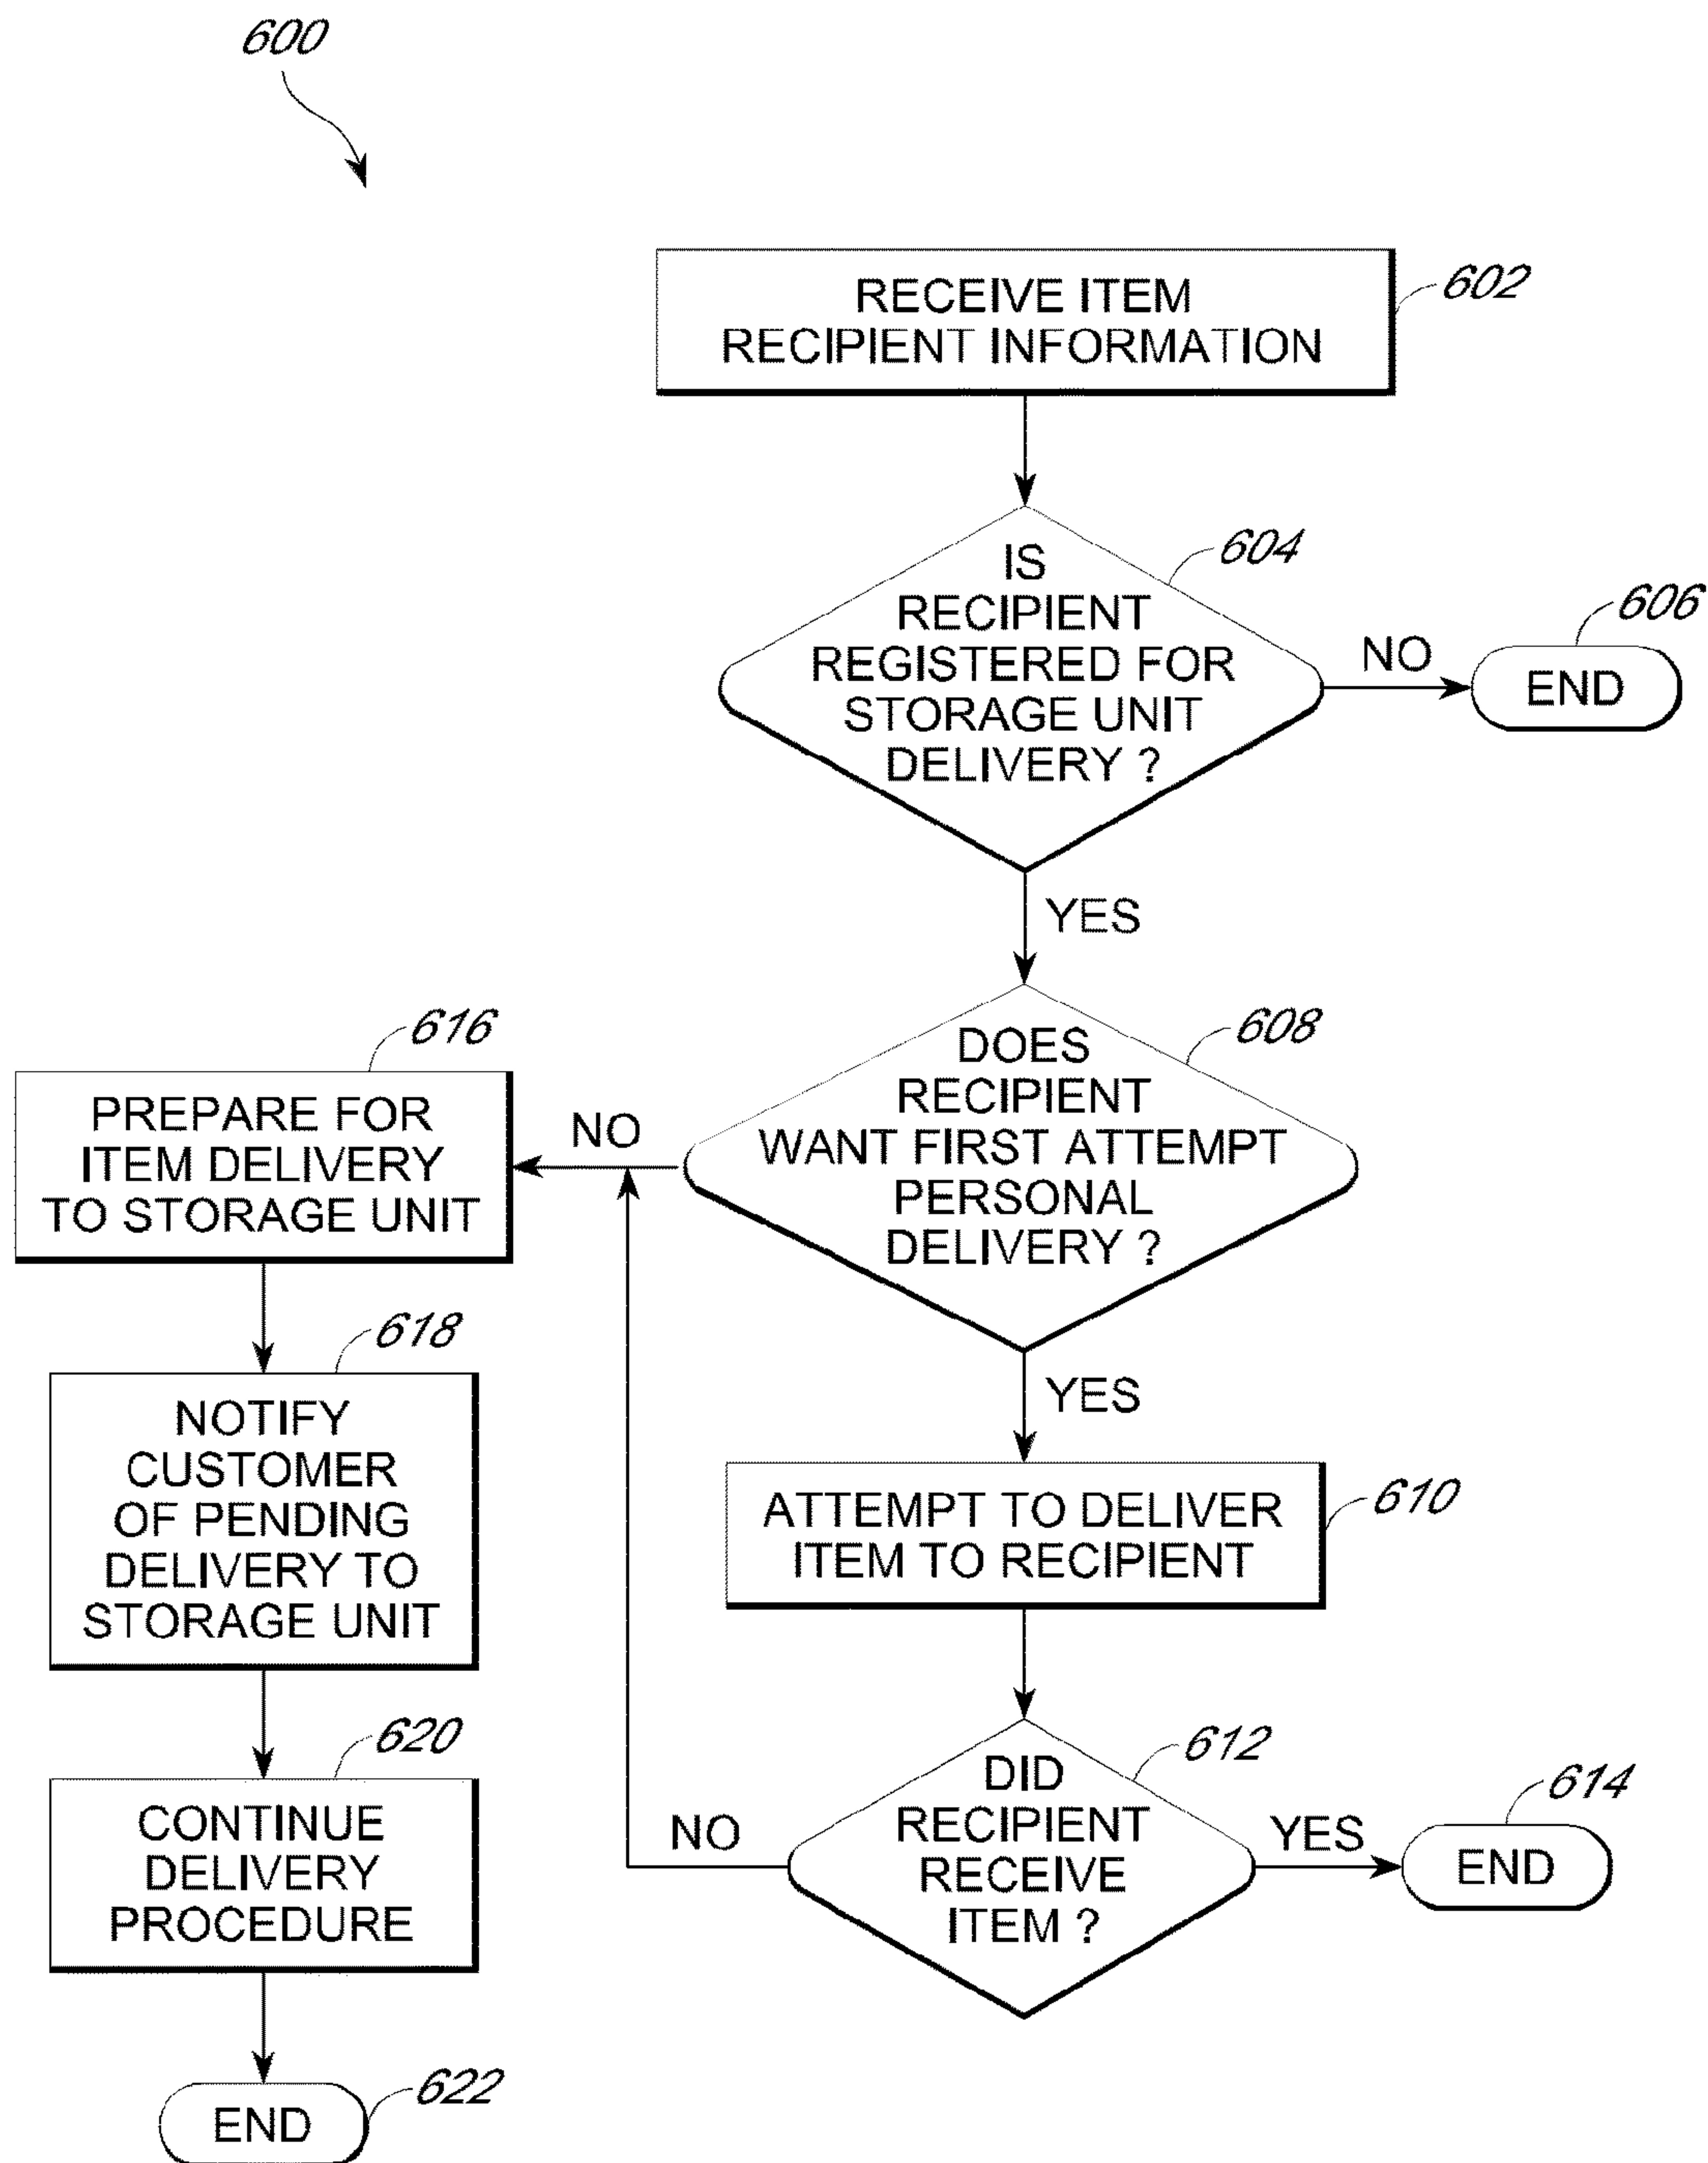 600
RECEIVE ITEM
RECIPIENT INFORMATION
602
IS
RECIPIENT
REGISTERED FOR
STORAGE UNIT
DELIVERY ?
604
NO
606
END
YES
616
PREPARE FOR
ITEM DELIVERY
TO STORAGE UNIT
NO
DOES
RECIPIENT
WANT FIRST ATTEMPT
PERSONAL
DELIVERY ?
608
618
NOTIFY
CUSTOMER
OF PENDING
DELIVERY TO
STORAGE UNIT
YES
ATTEMPT TO DELIVER
ITEM TO RECIPIENT
610
620
CONTINUE
DELIVERY
PROCEDURE
NO
DID
RECIPIENT
RECEIVE
ITEM ?
612
YES
614
END
END
622